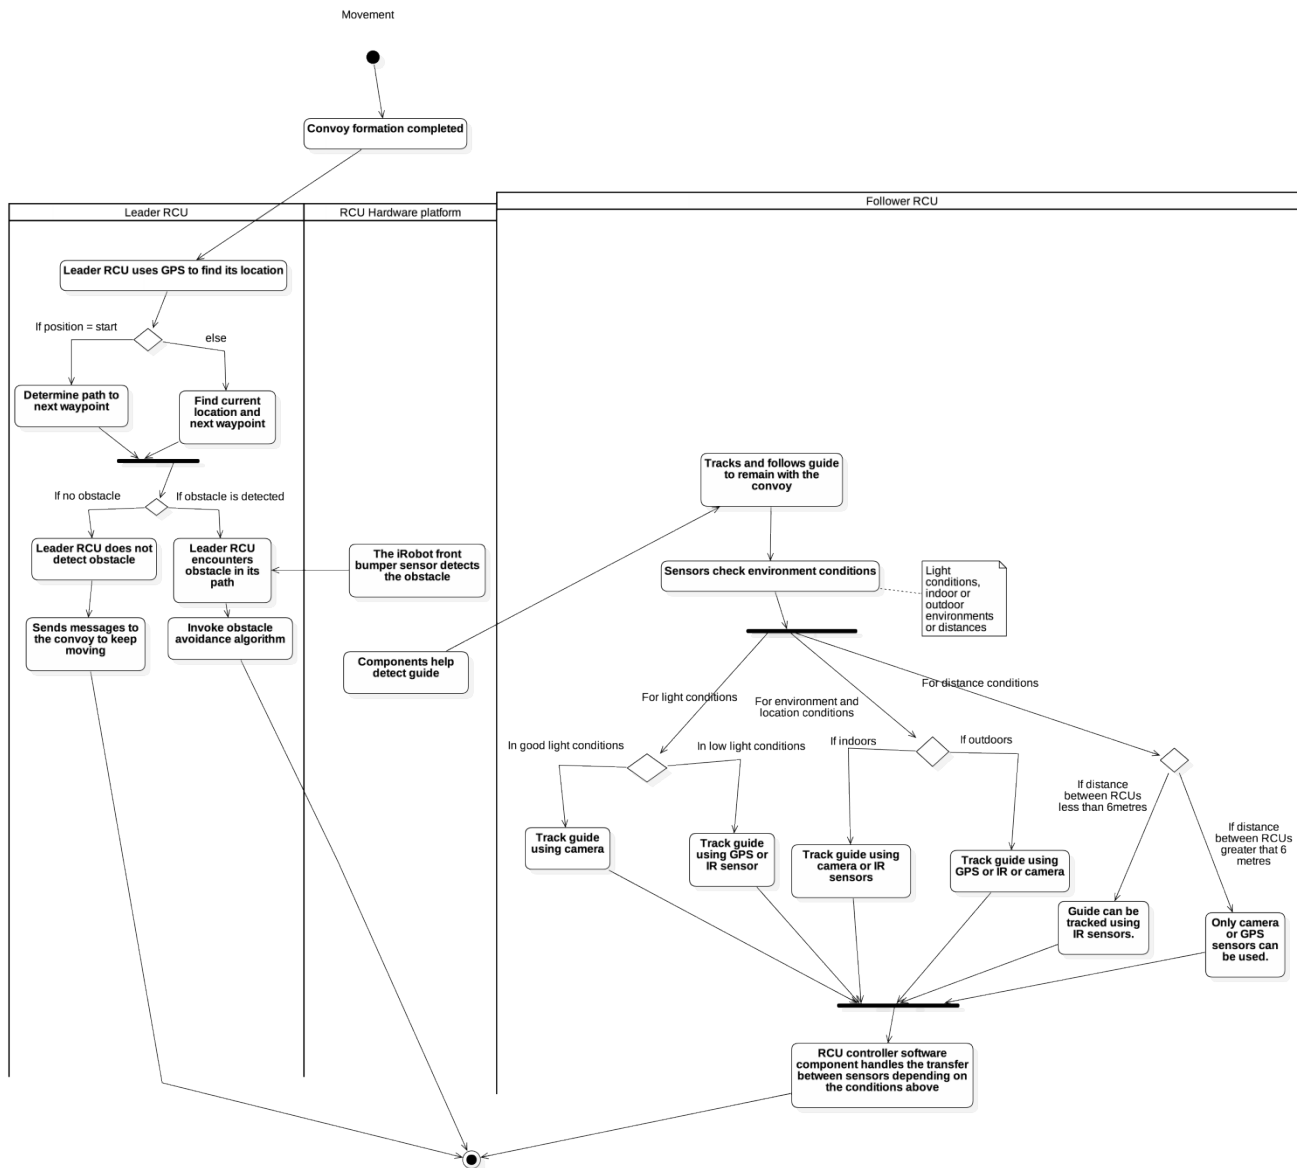 Movement
Convoy formation completed
Leader RCU
RCU Hardware platform
Follower RCU
Leader RCU uses GPS to find its location
If position = start
else
Determine path to
next waypoint
Find current
location and
next waypoint
If no obstacle
If obstacle is detected
Leader RCU does not
detect obstacle
Leader RCU
encounters
obstacle in its
path
The iRobot front
bumper sensor detects
the obstacle
Sends messages to
the convoy to keep
moving
Invoke obstacle
avoidance algorithm
Components help
detect guide
Tracks and follows guide
to remain with the
convoy
Sensors check environment conditions
Light
conditions,
indoor or
outdoor
environments
or distances
For light conditions
For environment and
location conditions
For distance conditions
In good light conditions
In low light conditions
If indoors
If outdoors
If distance
between RCUs
less than 6metres
If distance
between RCUs
greater that 6
metres
Track guide
using camera
Track guide
using GPS or
IR sensor
Track guide using
camera or IR
sensors
Track guide using
GPS or IR or camera
Guide can be
tracked using
IR sensors.
Only camera
or GPS
sensors can
be used.
RCU controller software
component handles the transfer
between sensors depending on
the conditions above